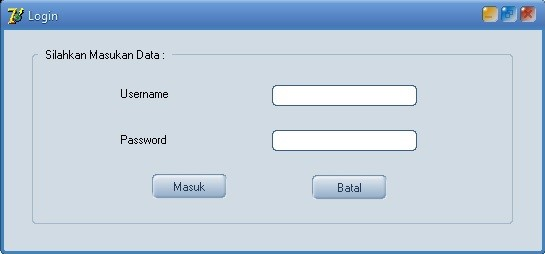 Login
Silahkan Masukan Data :
Username
Password
Masuk Batal